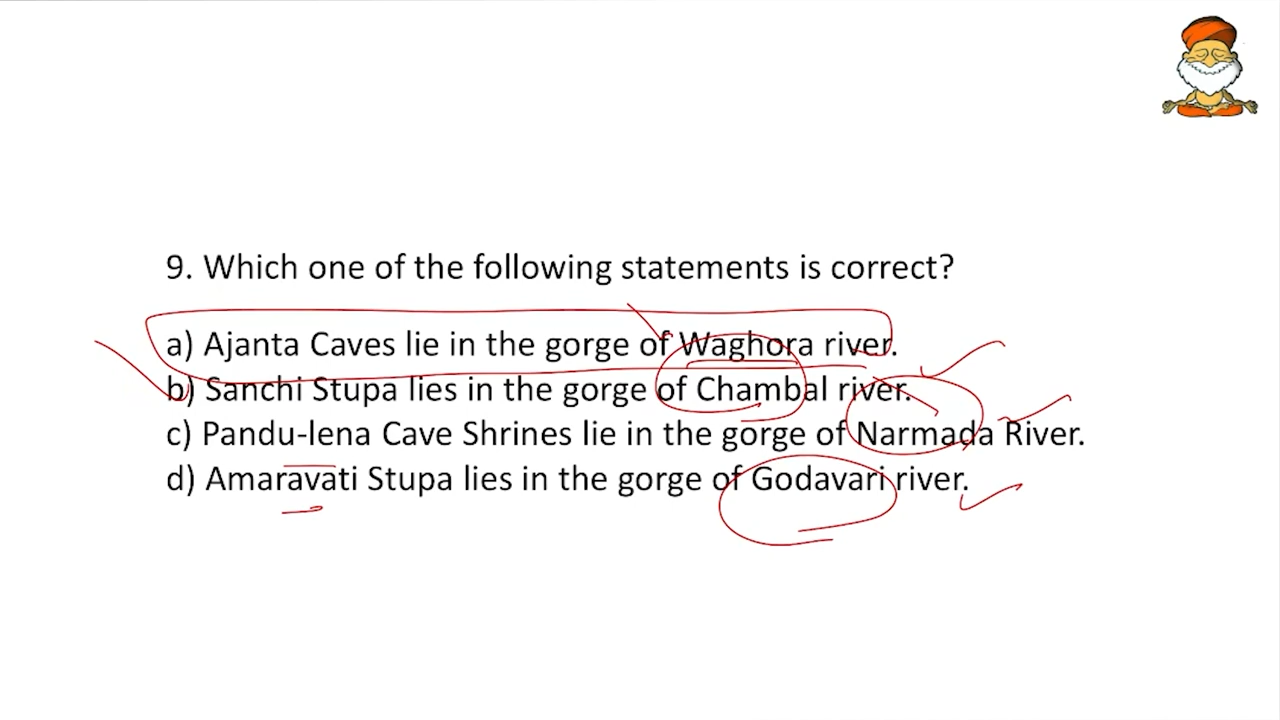 9. Which one of the following statements is correct?
a) Ajanta Caves lie in the gorge of Waghora river.
b) Sanchi Stupa lies in the gorge of Chambal river.
c) Pandu-lena Cave Shrines lie in the gorge of Narmada River.
d) Amaravati Stupa lies in the gorge of Godavari river.